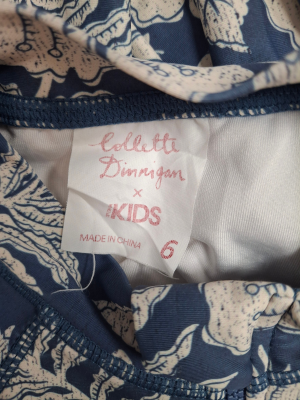 Collette
Dinnigan
x
KIDS
MADE IN CHINA
6